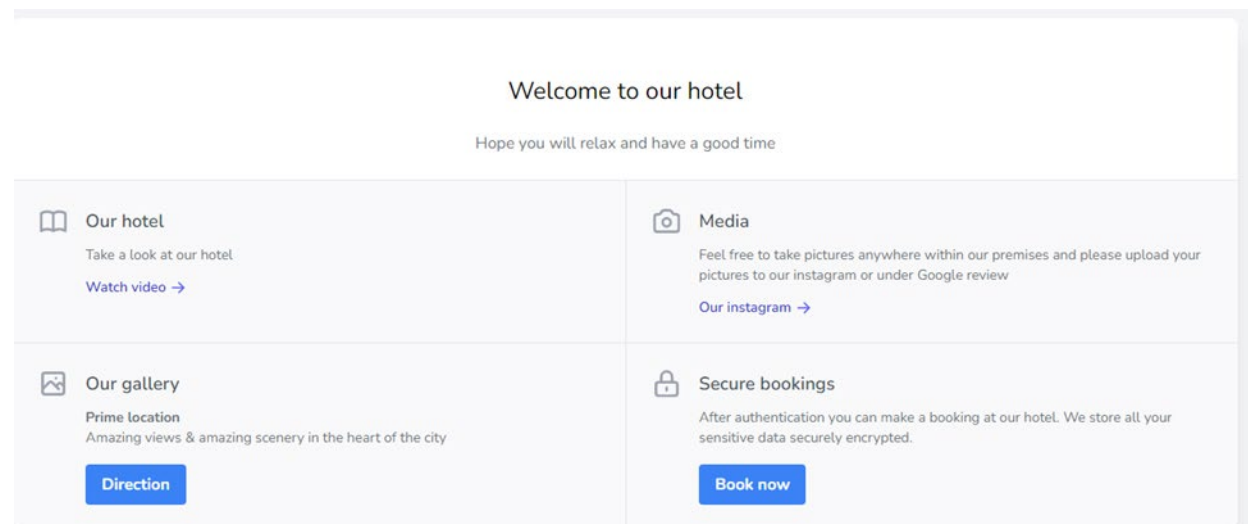 Welcome to our hotel
Hope you will relax and have a good time
Our hotel
Take a look at our hotel
Watch video →
Media
Feel free to take pictures anywhere within our premises and please upload your
pictures to our instagram or under Google review
Our instagram →
Our gallery
Prime location
Amazing views & amazing scenery in the heart of the city
Direction
Secure bookings
After authentication you can make a booking at our hotel. We store all your
sensitive data securely encrypted.
Book now